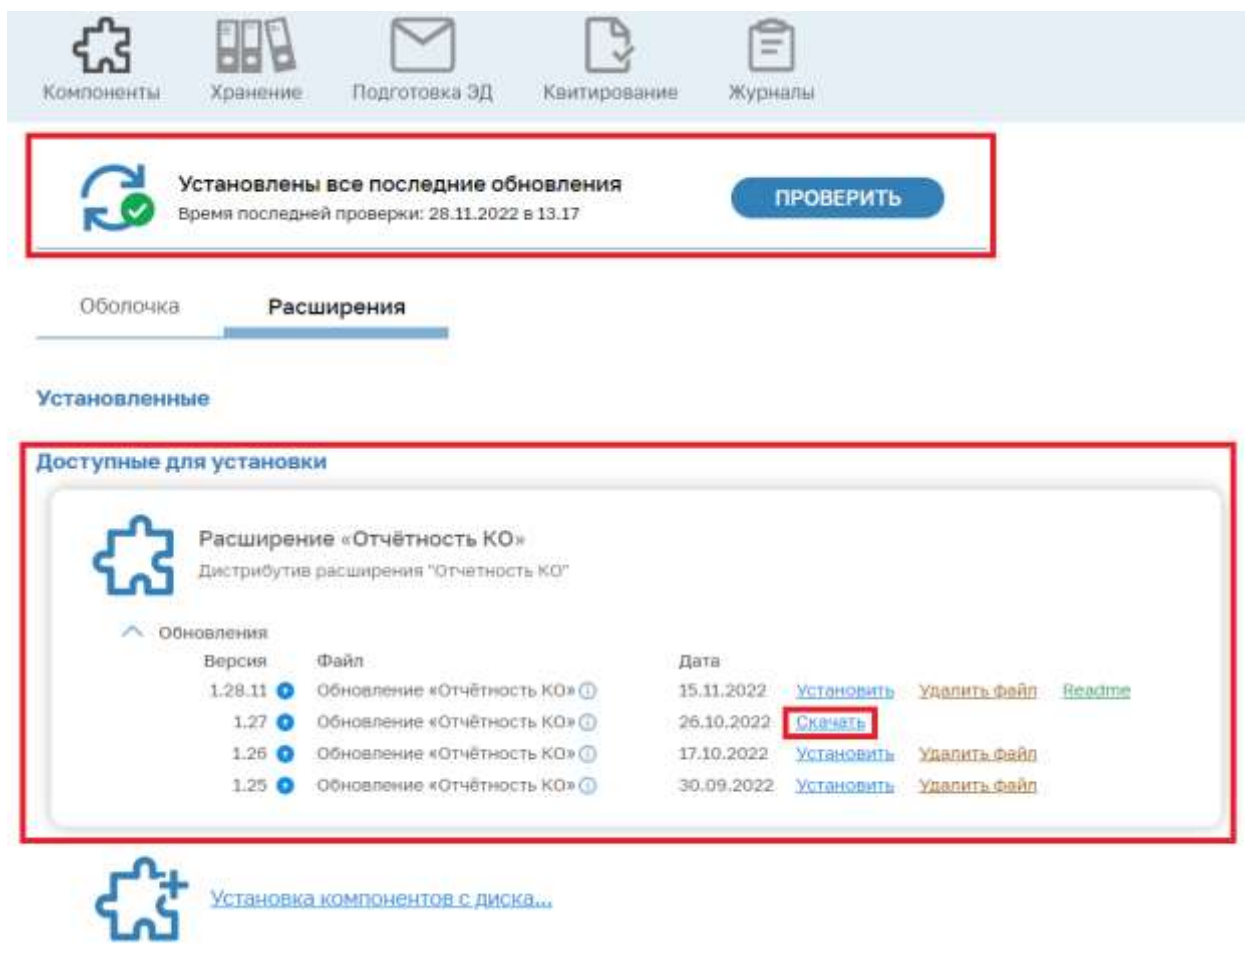 Компоненты Хранение Подготовка ЭД Квитирование Журналы
Установлены все последние обновления
Время последней проверки: 28.11.2022 в 13.17
ПРОВЕРИТЬ
Оболочка Расширения
Установленные
Доступные для установки
Расширение «Отчётность КО»
Дистрибутив расширения "Отчетность КО"
Обновления
Версия Файл Дата
1.28.11 Обновление «Отчётность КО» 15.11.2022 Установить Удалить файл Readme
1.27 Обновление «Отчётность КО» 26.10.2022 Скачать
1.26 Обновление «Отчётность КО» 17.10.2022 Установить Удалить файл
1.25 Обновление «Отчётность КО» 30.09.2022 Установить Удалить файл
Установка компонентов с диска...